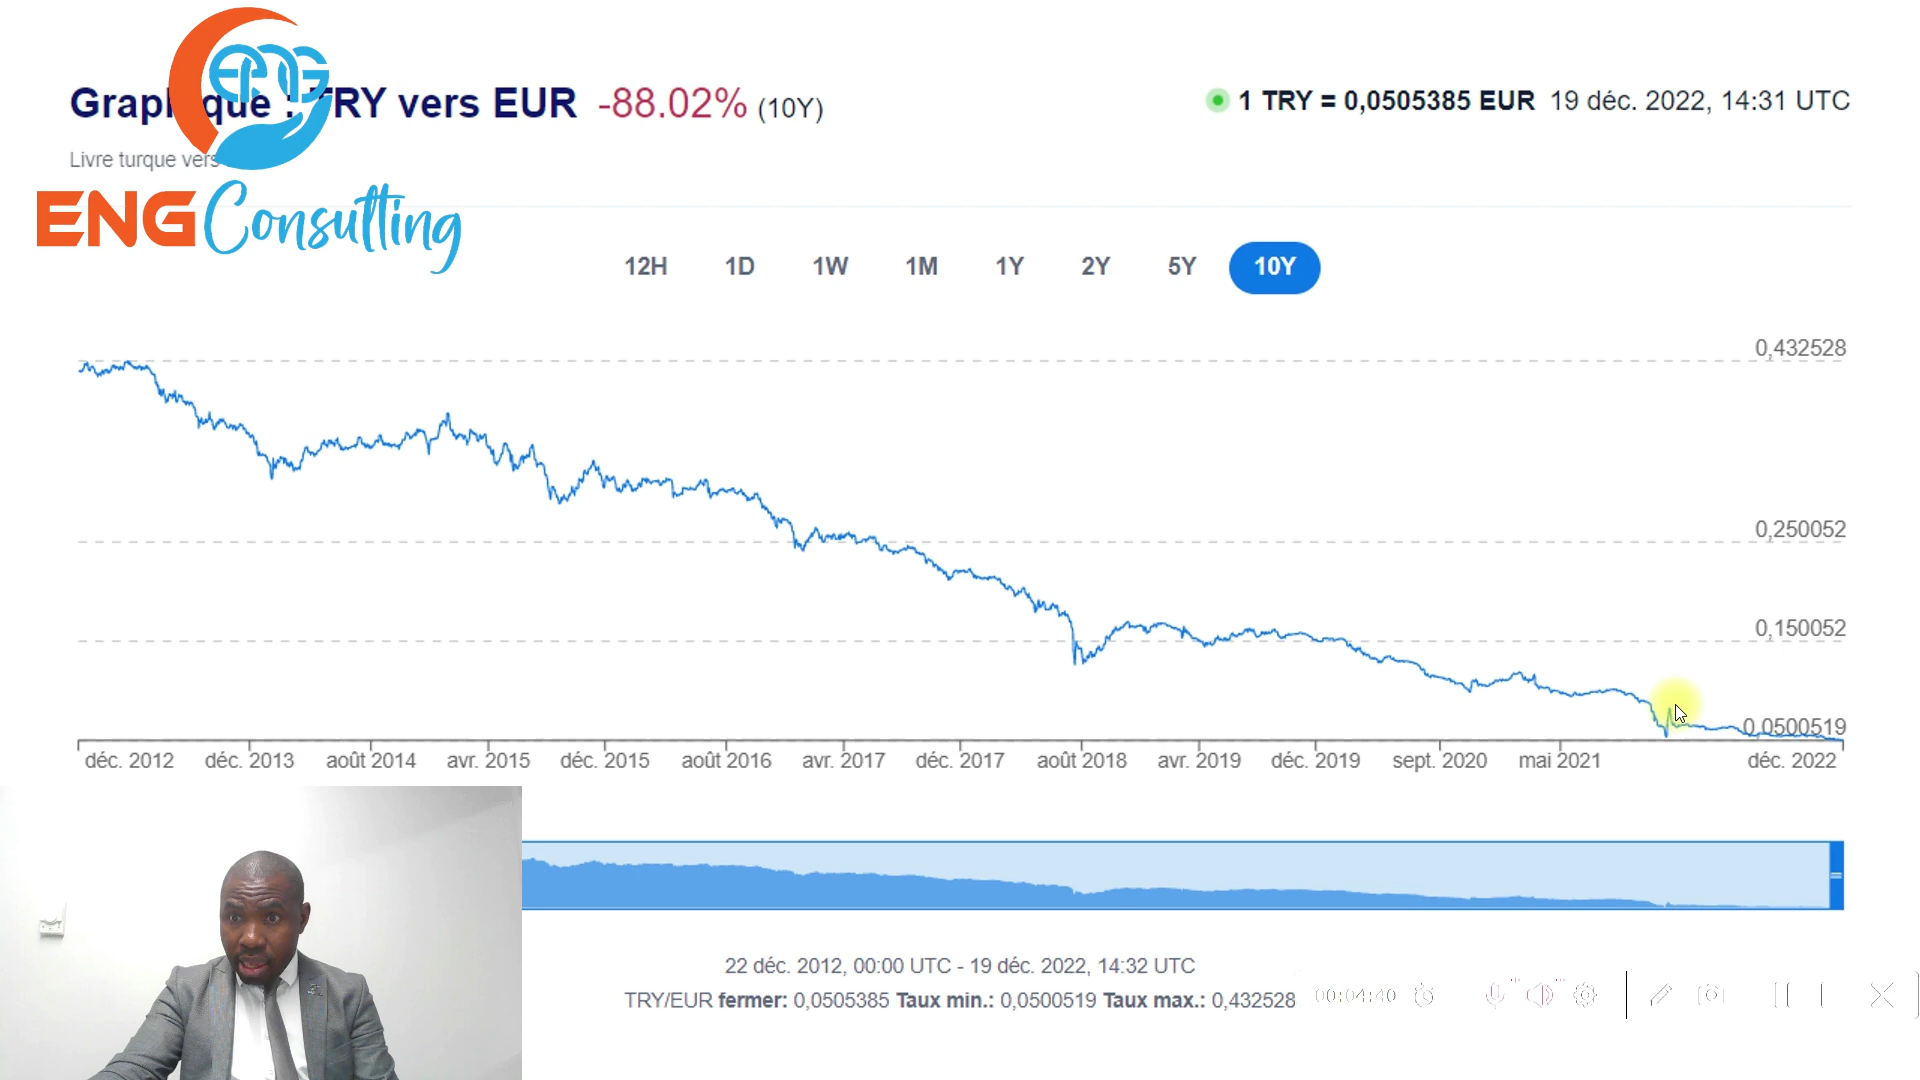 Graphique : TRY vers EUR -88.02% (10Y)
1 TRY = 0,0505385 EUR 19 déc. 2022, 14:31 UTC
Livre turque vers
ENG
ENG Consulting
12H 1D 1W 1M 1Y 2Y 5Y 10Y
0,432528
0,250052
0,150052
0,0500519
déc. 2012 déc. 2013 août 2014 avr. 2015 déc. 2015 août 2016 avr. 2017 déc. 2017 août 2018 avr. 2019 déc. 2019 sept. 2020 mai 2021 déc. 2022
22 déc. 2012, 00:00 UTC - 19 déc. 2022, 14:32 UTC
TRY/EUR fermer: 0,0505385 Taux min.: 0,0500519 Taux max.: 0,432528
00:04:40